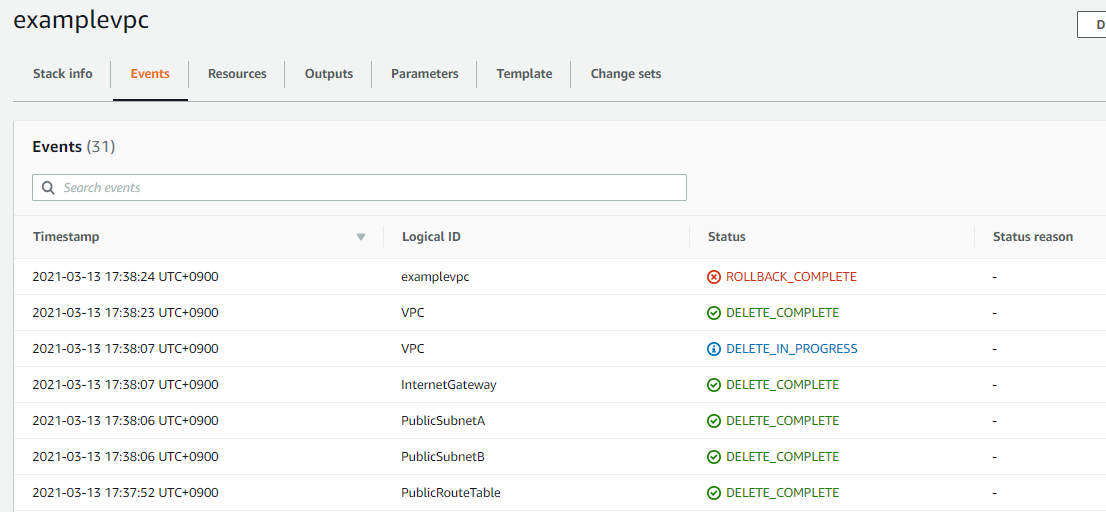 examplevpc
D
Stack info Events Resources Outputs Parameters Template Change sets
Events (31)
Search events
Timestamp Logical ID Status Status reason
2021-03-13 17:38:24 UTC+0900 examplevpc ROLLBACK_COMPLETE -
2021-03-13 17:38:23 UTC+0900 VPC DELETE_COMPLETE -
2021-03-13 17:38:07 UTC+0900 VPC DELETE_IN_PROGRESS -
2021-03-13 17:38:07 UTC+0900 InternetGateway DELETE_COMPLETE -
2021-03-13 17:38:06 UTC+0900 PublicSubnetA DELETE_COMPLETE -
2021-03-13 17:38:06 UTC+0900 PublicSubnetB DELETE_COMPLETE -
2021-03-13 17:37:52 UTC+0900 PublicRouteTable DELETE_COMPLETE -